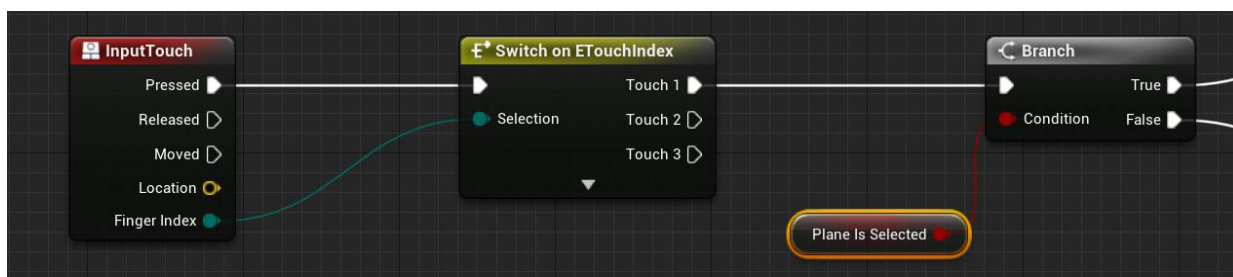 InputTouch
Pressed
Released
Moved
Location
Finger Index
Switch on ETouchIndex
Touch 1
Selection
Touch 2
Touch 3
Plane Is Selected
Branch
True
Condition
False